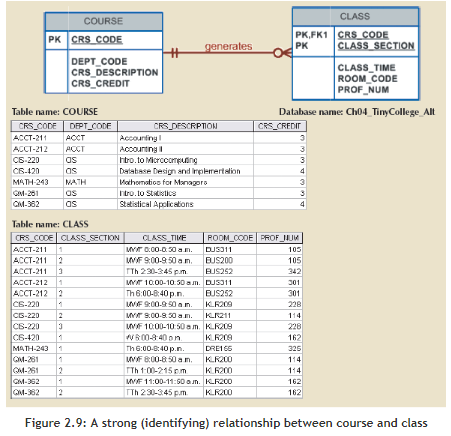 COURSE
PK CRS_CODE
DEPT_CODE
CRS_DESCRIPTION
CRS_CREDIT
generates
CLASS
PK,FK1 CRS_CODE
PK CLASS_SECTION
CLASS_TIME
ROOM_CODE
PROF_NUM
Table name: COURSE Database name: Ch04_TinyCollege_Alt
CRS_CODE DEPT_CODE CRS_DESCRIPTION CRS_CREDIT
ACCT-211 ACCT Accounting I 3
ACCT-212 ACCT Accounting II 3
CIS-220 CIS Intro. to Microcomputing 3
CIS-420 CIS Database Design and Implementation 4
MATH-243 MATH Mathematics for Managers 3
QM-261 CIS Intro. to Statistics 3
QM-362 CIS Statistical Applications 4
Table name: CLASS
CRS_CODE CLASS_SECTION CLASS_TIME ROOM_CODE PROF_NUM
ACCT-211 1 MWF 8:00-8:50 a.m. BUS311 105
ACCT-211 2 MWF 9:00-9:50 a.m. BUS200 105
ACCT-211 3 TTh 2:30-3:45 p.m. BUS252 342
ACCT-212 1 MWF 10:00-10:50 a.m. BUS311 301
ACCT-212 2 Th 6:00-8:40 p.m. BUS252 301
CIS-220 1 MWF 9:00-9:50 a.m. KLR209 228
CIS-220 2 MWF 9:00-9:50 a.m. KLR211 114
CIS-220 3 MWF 10:00-10:50 a.m. KLR209 228
CIS-420 1 W 6:00-8:40 p.m. KLR209 162
MATH-243 1 Th 6:00-8:40 p.m. DRE155 325
QM-261 1 MWF 8:00-8:50 a.m. KLR200 114
QM-261 2 TTh 1:00-2:15 p.m. KLR200 114
QM-362 1 MWF 11:00-11:50 a.m. KLR200 162
QM-362 2 TTh 2:30-3:45 p.m. KLR200 162
Figure 2.9: A strong (identifying) relationship between course and class